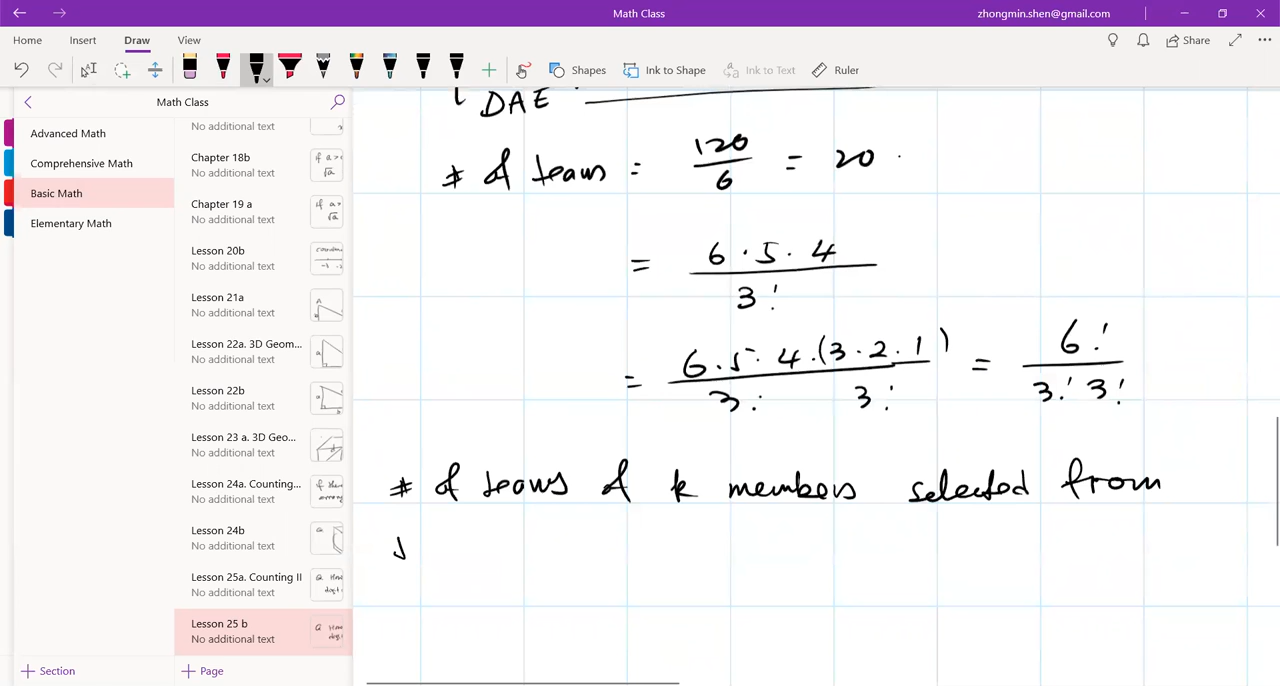 Math Class
zhongmin.shen@gmail.com
Home Insert Draw View
Share
Shapes Ink to Shape Ink to Text Ruler
Math Class
Advanced Math
Comprehensive Math
Basic Math
Elementary Math
No additional text
Chapter 18b
No additional text
Chapter 19 a
No additional text
Lesson 20b
No additional text
Lesson 21a
No additional text
Lesson 22a. 3D Geom...
No additional text
Lesson 22b
No additional text
Lesson 23 a. 3D Geo...
No additional text
Lesson 24a. Counting...
No additional text
Lesson 24b
No additional text
Lesson 25a. Counting II
No additional text
Lesson 25 b
No additional text
+ Section
+ Page
DAE
# of teams = 120/6 = 20
= 6·5·4 / 3!
= 6·5·4·(3·2·1) / 3! 3! = 6! / 3! 3!
# of teams of k members selected from